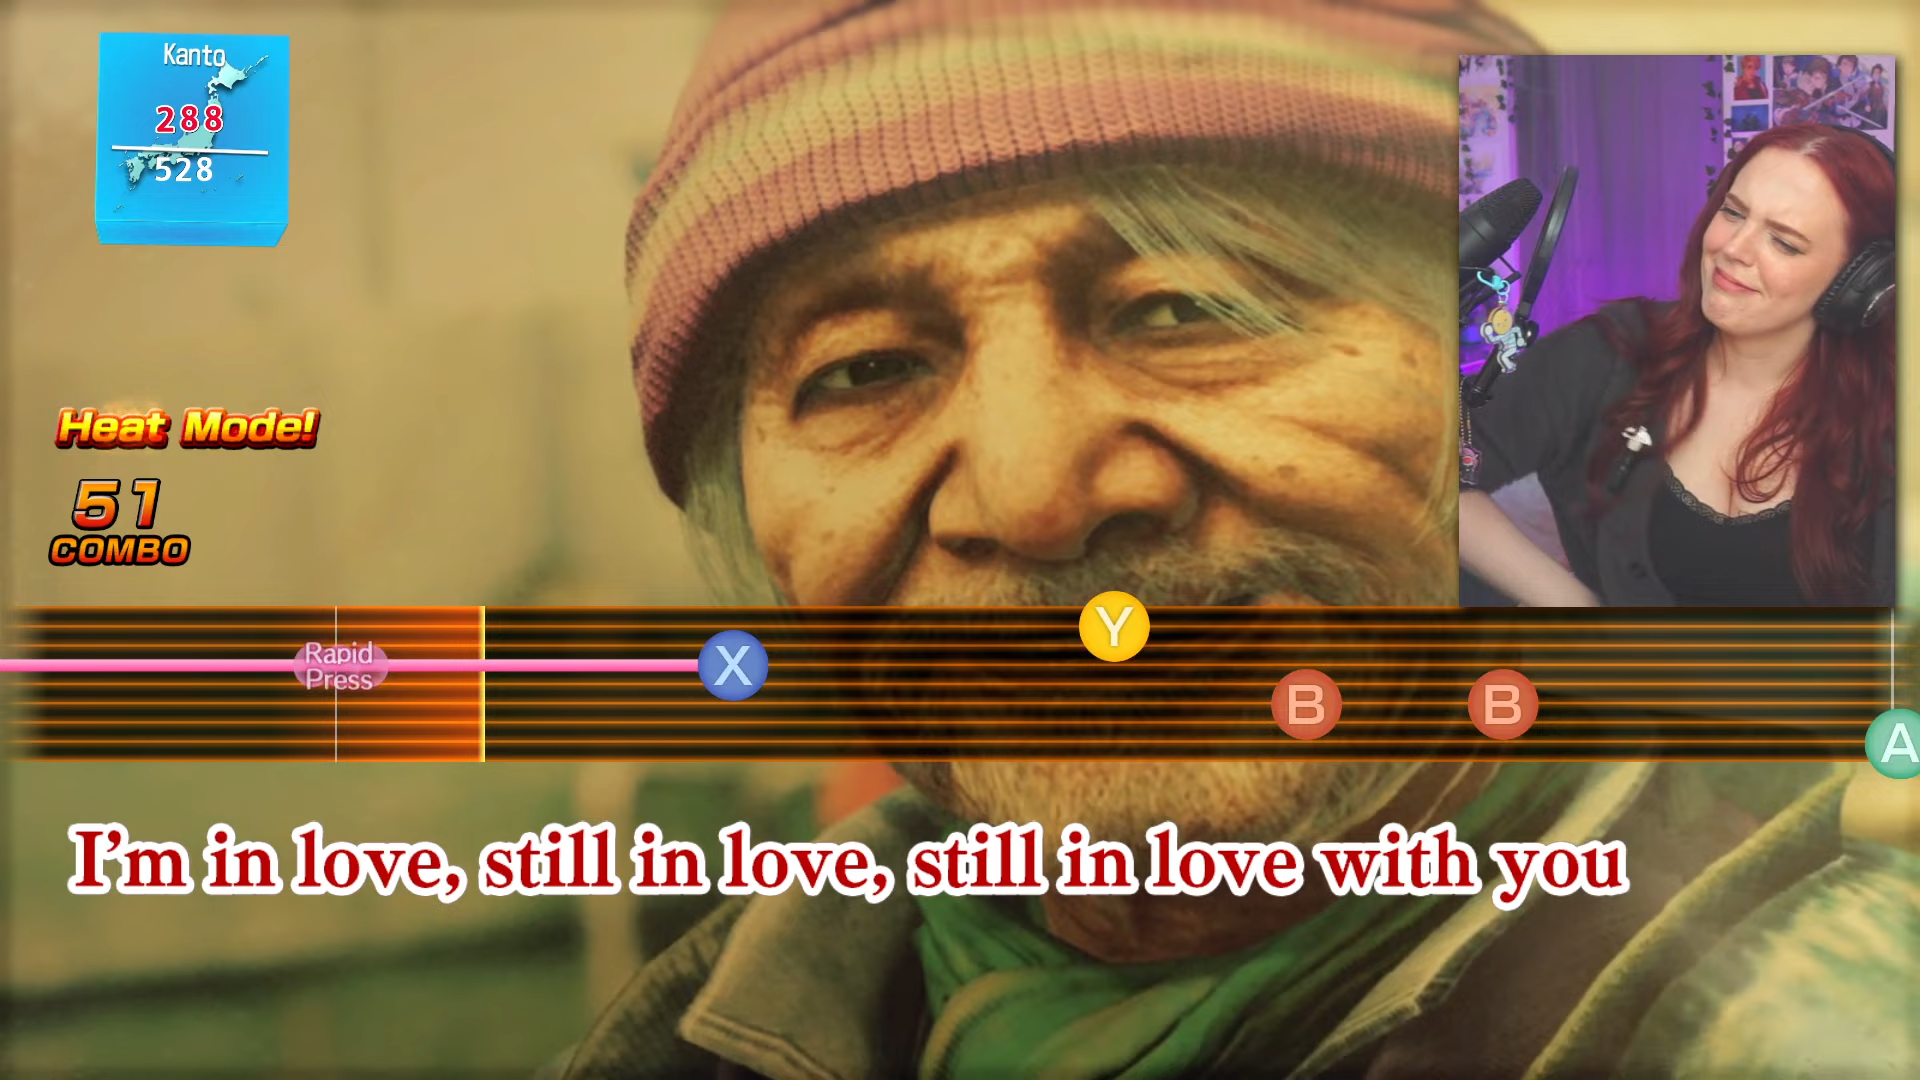 Kanto
288
528
Heat Mode!
51
COMBO
Rapid
Press
X
Y
B
B
A
I'm in love, still in love, still in love with you